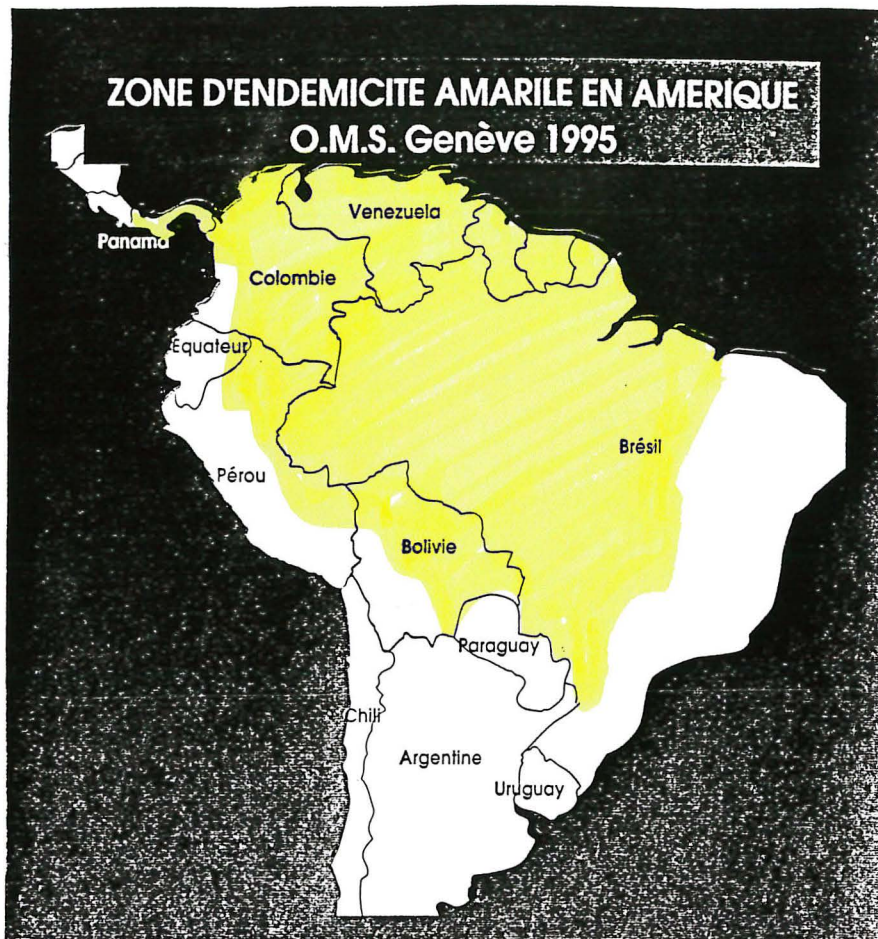 ZONE D'ENDEMICITE AMARILE EN AMERIQUE
O.M.S. Genève 1995
Venezuela
Panama
Colombie
Equateur
Brésil
Pérou
Bolivie
Paraguay
Chili
Argentine
Uruguay